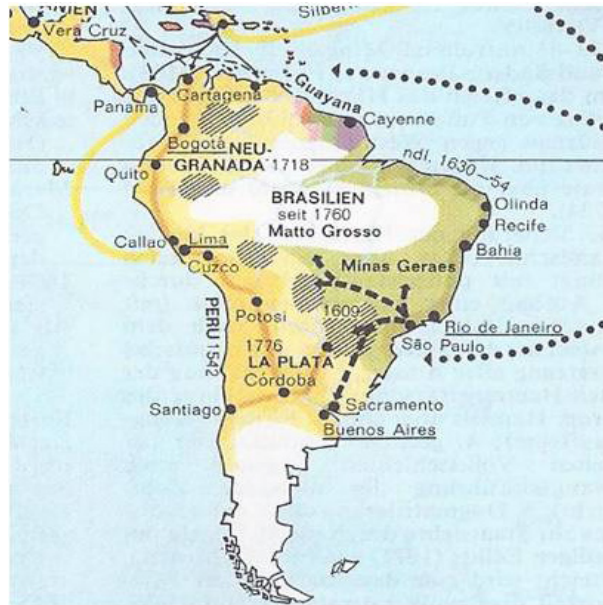 NIEN
Vera Cruz
Silber
Panama
Cartagena
Guayana
Cayenne
Bogotá
NEU-
GRANADA
1718
Quito
ndl. 1630–54
BRASILIEN
seit 1760
Matto Grosso
Olinda
Recife
Bahia
Callao
Lima
Cuzco
Minas Geraes
PERU 1542
Potosi
1609
Rio de Janeiro
São Paulo
1776
LA PLATA
Córdoba
Santiago
Sacramento
Buenos Aires